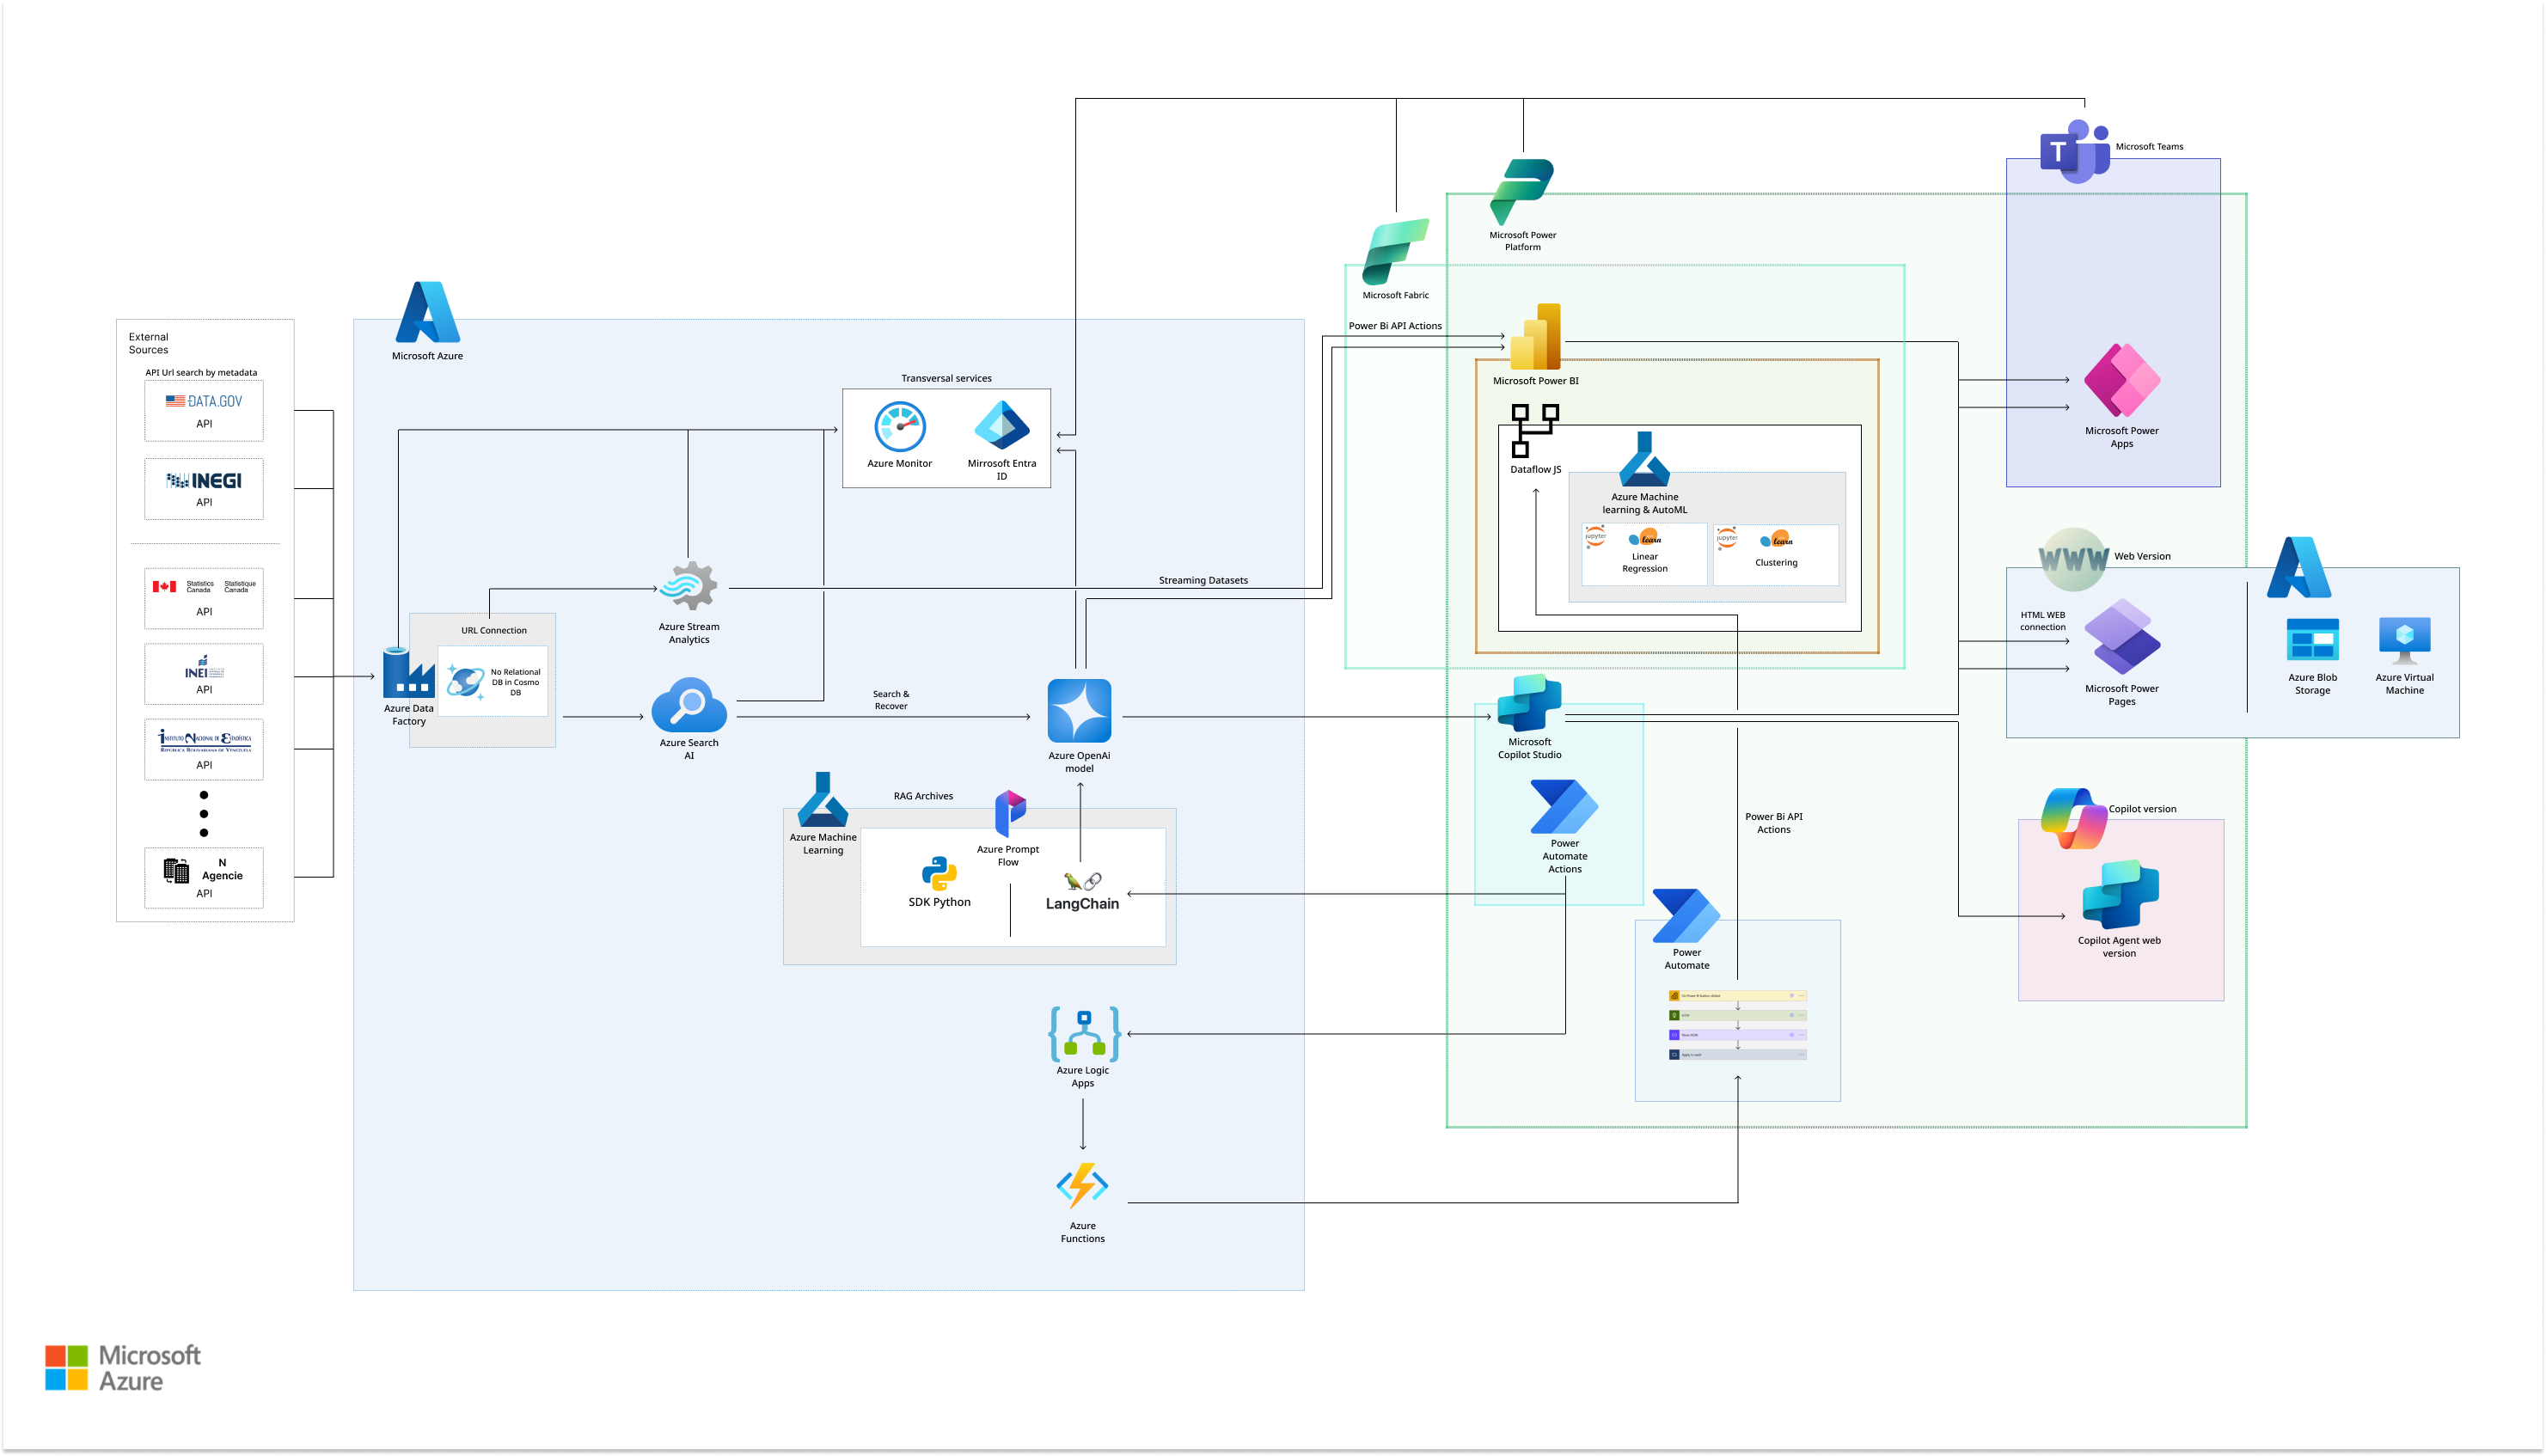 External
Sources
API Url search by metadata
DATA.GOV
API
INEGI
API
Statistics
Canada
Statistique
Canada
API
INEI
API
INSTITUTO NACIONAL DE ESTADÍSTICA
REPÚBLICA BOLIVARIANA DE VENEZUELA
API
N
Agencie
API
Microsoft Azure
Transversal services
Azure Monitor
Mirrosoft Entra
ID
URL Connection
No Relational
DB in Cosmo
DB
Azure Data
Factory
Azure Stream
Analytics
Streaming Datasets
Azure Search
AI
Search &
Recover
Azure OpenAi
model
RAG Archives
Azure Machine
Learning
Azure Prompt
Flow
SDK Python
LangChain
Azure Logic
Apps
Azure
Functions
Microsoft Power
Platform
Microsoft Fabric
Power Bi API Actions
Microsoft Power BI
Dataflow JS
Azure Machine
learning & AutoML
jupyter
learn
Linear
Regression
jupyter
learn
Clustering
Microsoft
Copilot Studio
Power
Automate
Actions
Power Bi API
Actions
Power
Automate
HTTP
T
Microsoft Teams
Microsoft Power
Apps
WWW
Web Version
HTML WEB
connection
Microsoft Power
Pages
Azure Blob
Storage
Azure Virtual
Machine
Copilot version
Copilot Agent web
version
Microsoft
Azure